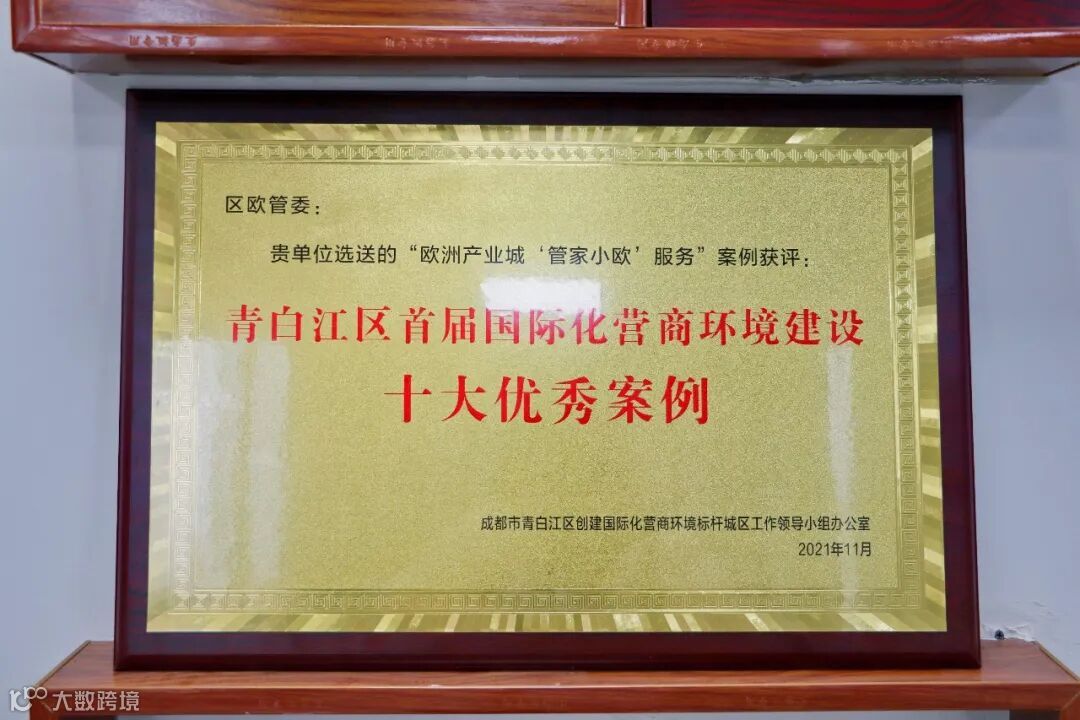 区欧管委：
贵单位选送的“欧洲产业城‘管家小欧’服务”案例获评：
青白江区首届国际化营商环境建设
十大优秀案例
成都市青白江区创建国际化营商环境标杆城区工作领导小组办公室
2021年11月
大数跨境